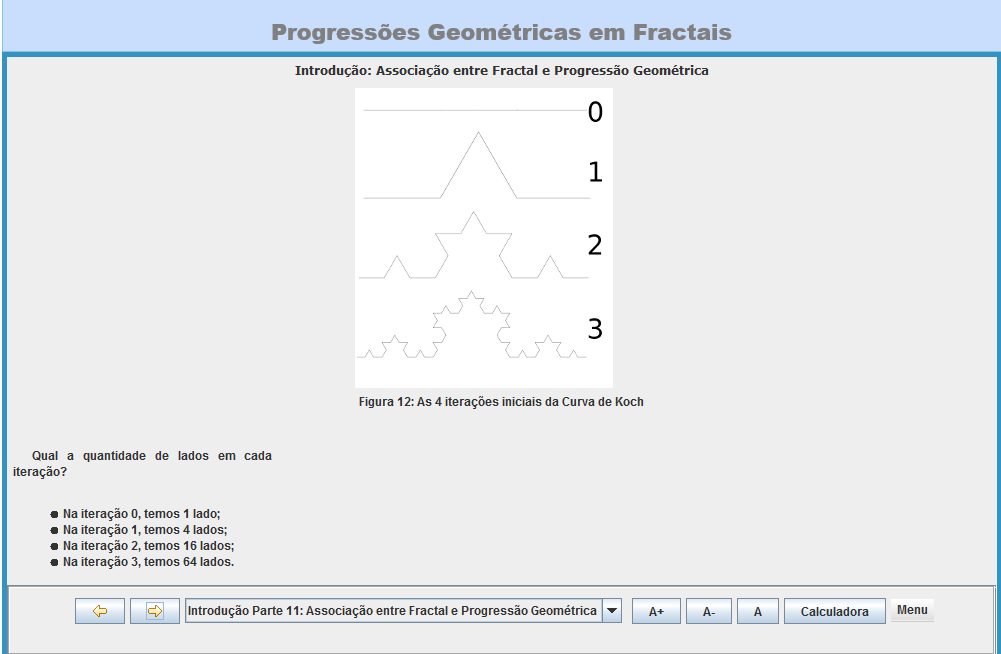 Progressões Geométricas em Fractais
Introdução: Associação entre Fractal e Progressão Geométrica
0
1
2
3
Figura 12: As 4 iterações iniciais da Curva de Koch
Qual a quantidade de lados em cada
iteração?
Na iteração 0, temos 1 lado;
Na iteração 1, temos 4 lados;
Na iteração 2, temos 16 lados;
Na iteração 3, temos 64 lados.
Introdução Parte 11: Associação entre Fractal e Progressão Geométrica A+ A- A Calculadora Menu